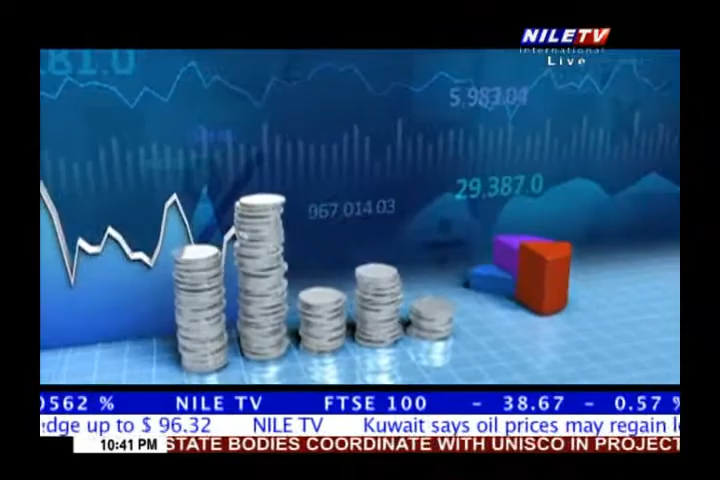 NILETV
international
Live
5,983.04
967,014.03
29,387.0
0562 % NILE TV FTSE 100 - 38.67 - 0.57 %
edge up to $ 96.32 NILE TV Kuwait says oil prices may regain
10:41 PM STATE BODIES COORDINATE WITH UNISCO IN PROJECT